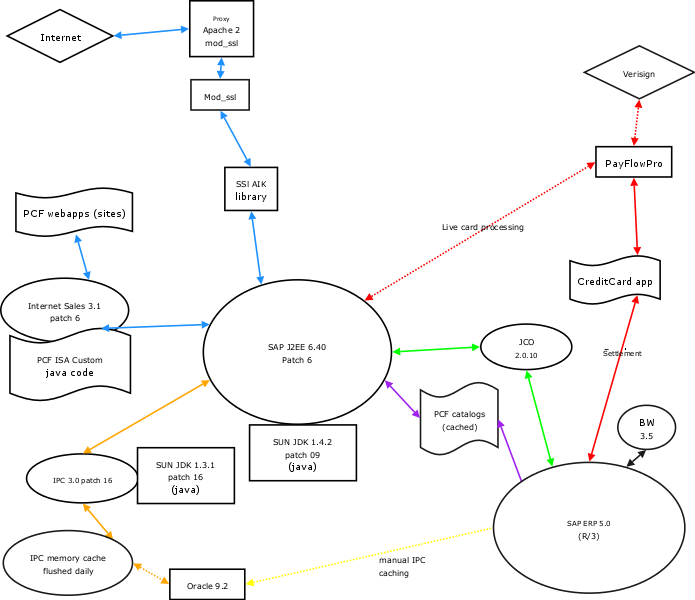 Proxy
Apache 2
mod_ssl
Internet
Mod_ssl
Verisign
PayFlowPro
SSl AIK
library
PCF webapps (sites)
Live card processing
CreditCard app
Internet Sales 3.1
patch 6
SAP J2EE 6.40
Patch 6
JCO
2.0.10
Settlement
PCF ISA Custom
java code
PCF catalogs
(cached)
BW
3.5
SUN JDK 1.4.2
patch 09
(java)
SUN JDK 1.3.1
patch 16
(java)
IPC 3.0 patch 16
SAP ERP 5.0
(R/3)
IPC memory cache
flushed daily
manual IPC
caching
Oracle 9.2